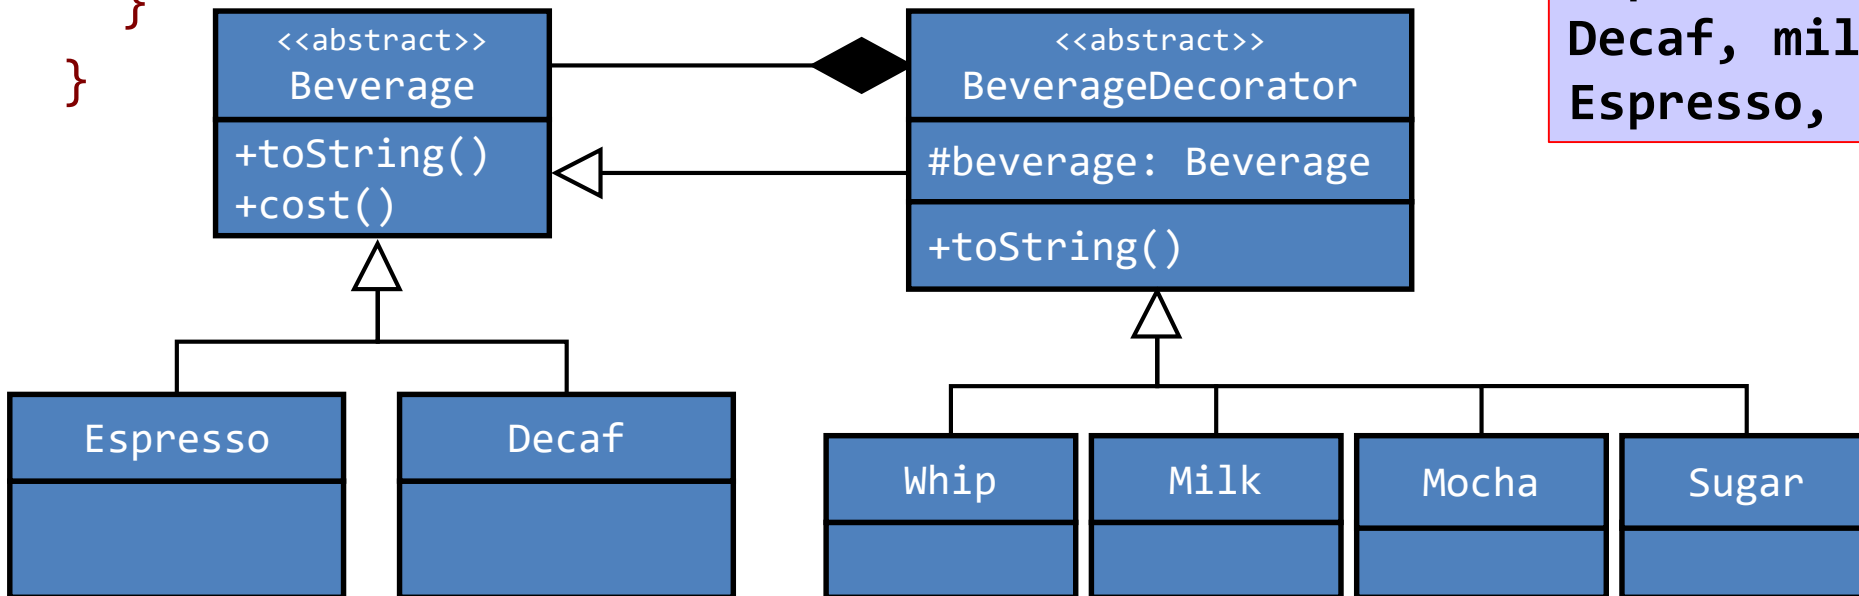 }
}
<<abstract>>
Beverage
+toString()
+cost()
<<abstract>>
BeverageDecorator
#beverage: Beverage
+toString()
Decaf, mil
Espresso,
Espresso
Decaf
Whip
Milk
Mocha
Sugar